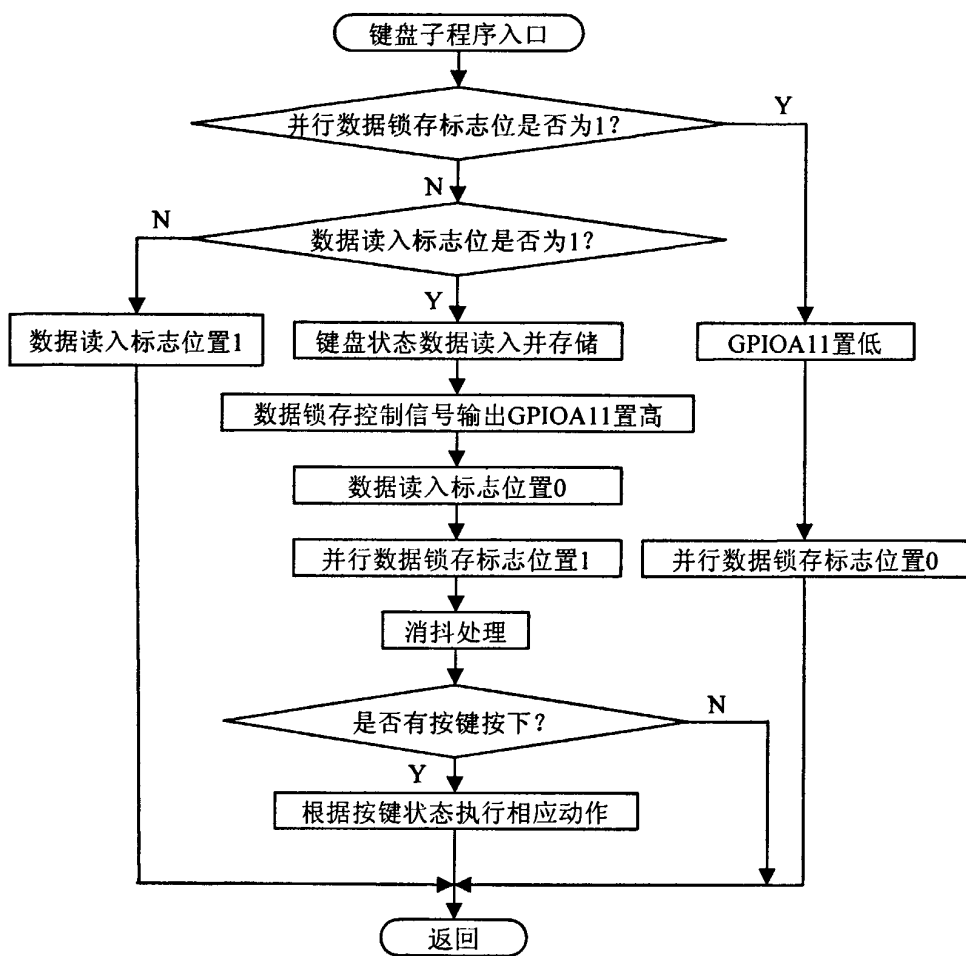 键盘子程序入口
并行数据锁存标志位是否为1?
Y
N
N
数据读入标志位是否为1?
Y
数据读入标志位置1
键盘状态数据读入并存储
GPIOA11置低
数据锁存控制信号输出GPIOA11置高
数据读入标志位置0
并行数据锁存标志位置1
并行数据锁存标志位置0
消抖处理
是否有按键按下?
N
Y
根据按键状态执行相应动作
返回